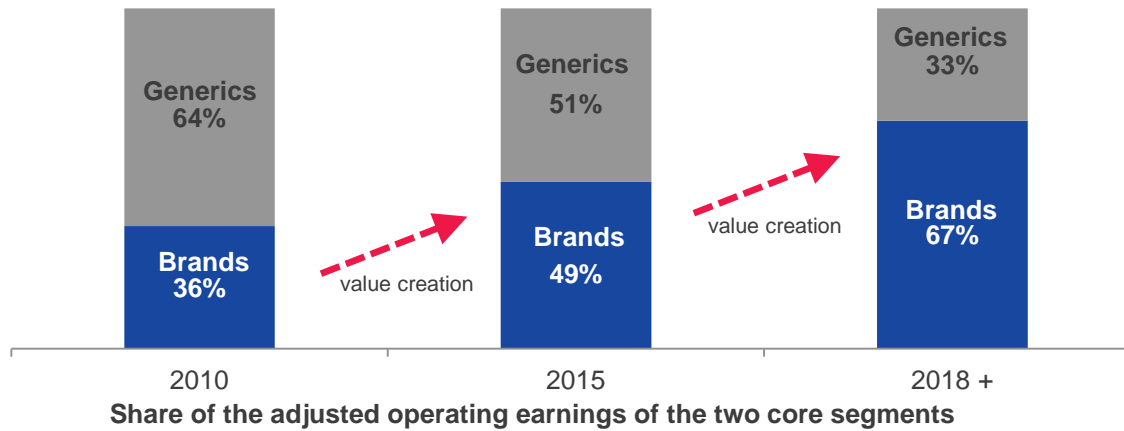 Generics
64%
Brands
36%
value creation
Generics
51%
Brands
49%
value creation
Generics
33%
Brands
67%
2010
2015
2018 +
Share of the adjusted operating earnings of the two core segments